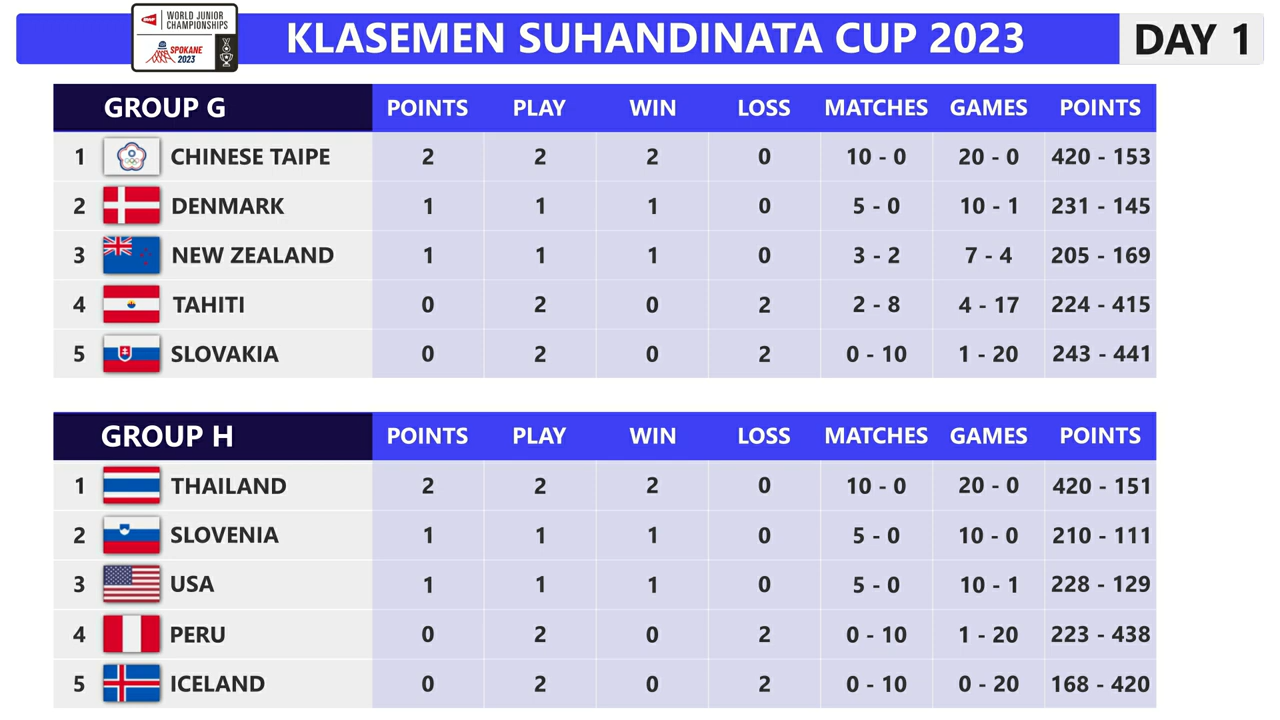 WORLD JUNIOR
CHAMPIONSHIPS
SPOKANE
2023
KLASEMEN SUHANDINATA CUP 2023
DAY 1
GROUP G POINTS PLAY WIN LOSS MATCHES GAMES POINTS
1 CHINESE TAIPE 2 2 2 0 10 - 0 20 - 0 420 - 153
2 DENMARK 1 1 1 0 5 - 0 10 - 1 231 - 145
3 NEW ZEALAND 1 1 1 0 3 - 2 7 - 4 205 - 169
4 TAHITI 0 2 0 2 2 - 8 4 - 17 224 - 415
5 SLOVAKIA 0 2 0 2 0 - 10 1 - 20 243 - 441
GROUP H POINTS PLAY WIN LOSS MATCHES GAMES POINTS
1 THAILAND 2 2 2 0 10 - 0 20 - 0 420 - 151
2 SLOVENIA 1 1 1 0 5 - 0 10 - 0 210 - 111
3 USA 1 1 1 0 5 - 0 10 - 1 228 - 129
4 PERU 0 2 0 2 0 - 10 1 - 20 223 - 438
5 ICELAND 0 2 0 2 0 - 10 0 - 20 168 - 420